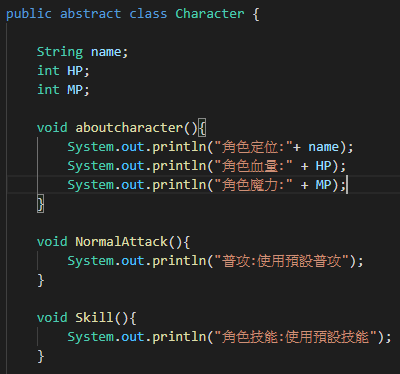 public abstract class Character {
String name;
int HP;
int MP;
void aboutcharacter(){
System.out.println("角色定位:"+ name);
System.out.println("角色血量:" + HP);
System.out.println("角色魔力:" + MP);
}
void NormalAttack(){
System.out.println("普攻:使用預設普攻");
}
void Skill(){
System.out.println("角色技能:使用預設技能");
}